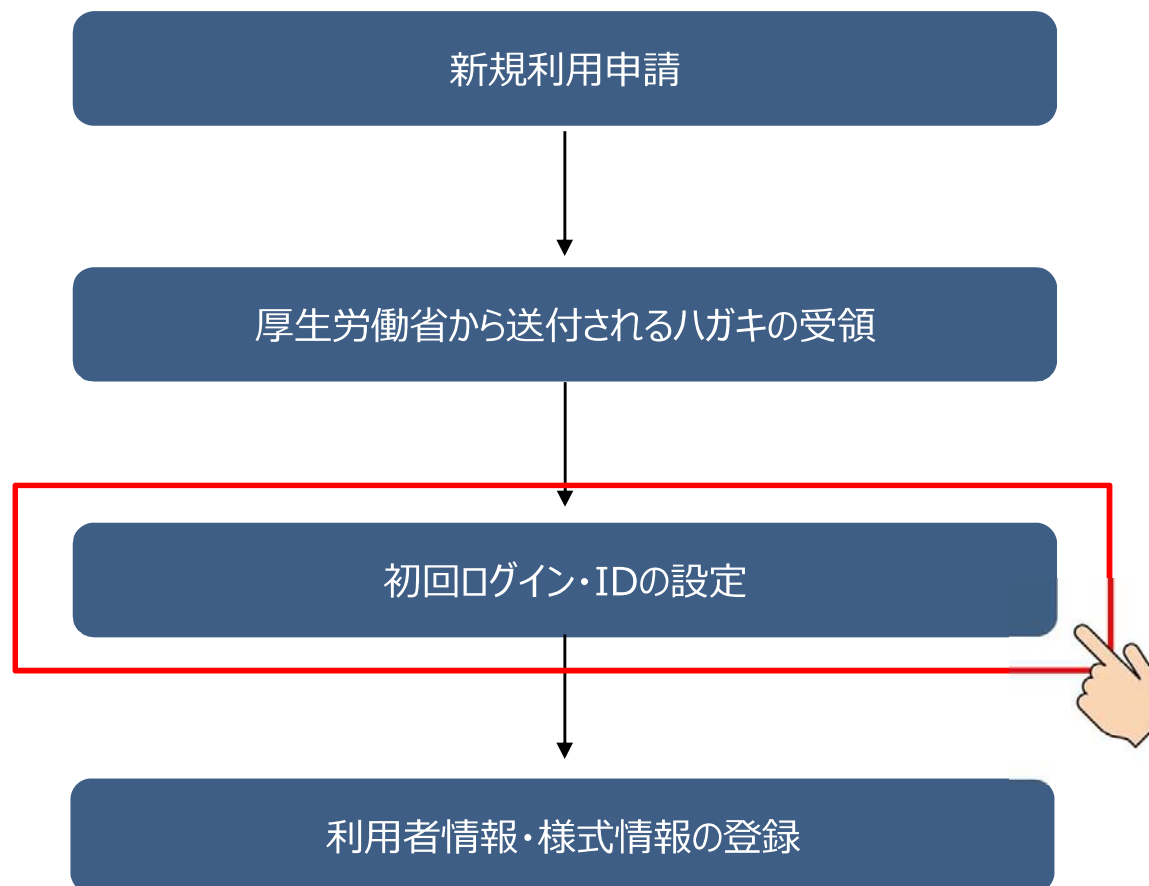 新規利用申請
厚生労働省から送付されるハガキの受領
初回ログイン・IDの設定
利用者情報・様式情報の登録